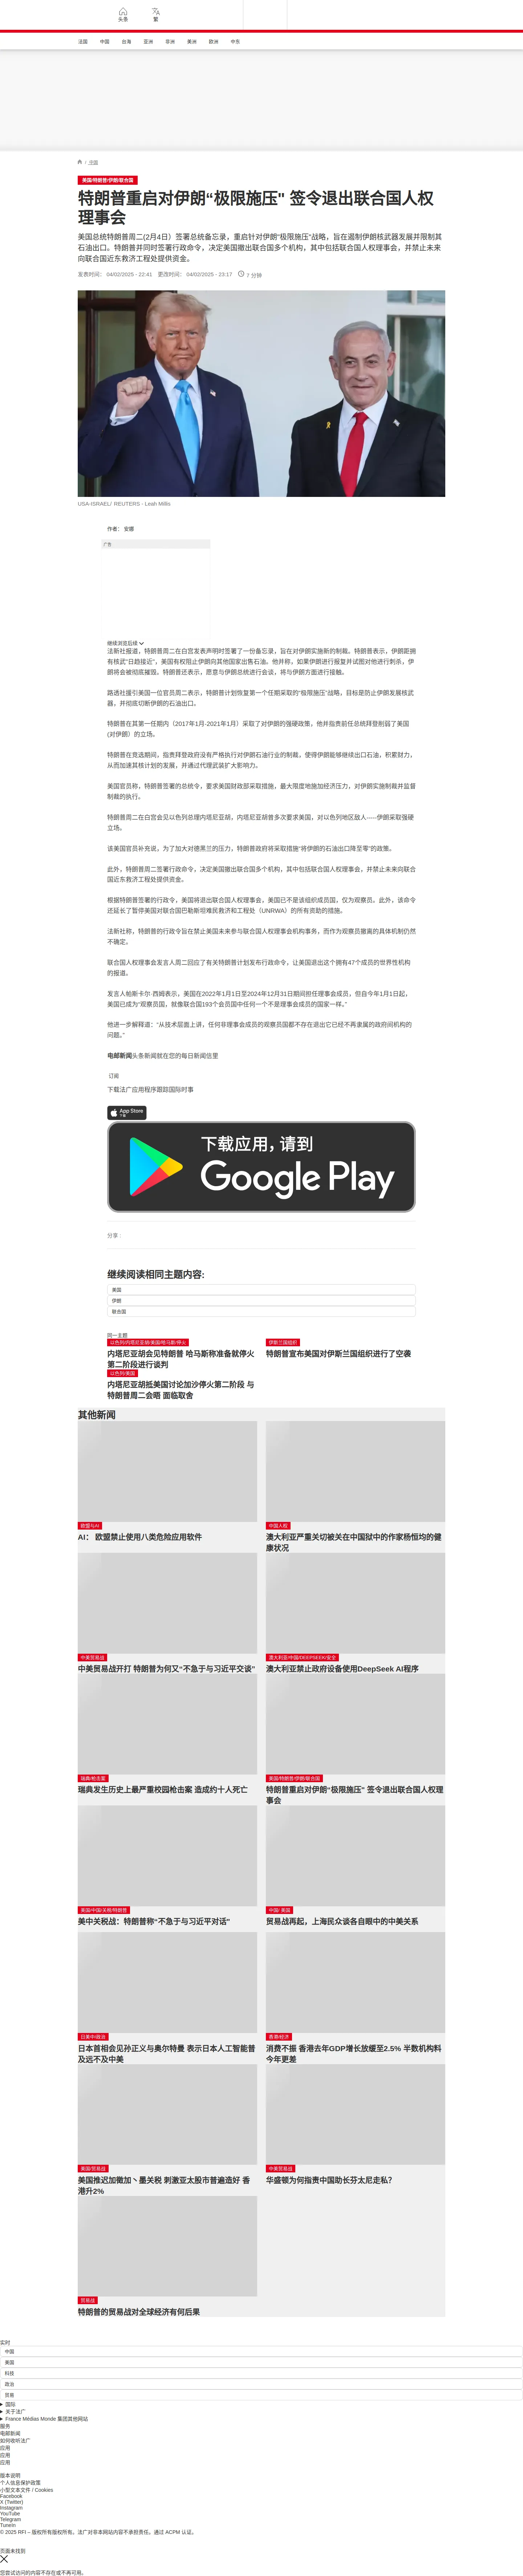 头条
繁
法国
中国
台海
亚洲
非洲
美洲
欧洲
中东
/ 中国
美国/特朗普/伊朗/联合国
特朗普重启对伊朗“极限施压" 签令退出联合国人权
理事会
美国总统特朗普周二(2月4日）签署总统备忘录，重启针对伊朗“极限施压”战略，旨在遏制伊朗核武器发展并限制其
石油出口。特朗普并同时签署行政命令，决定美国撤出联合国多个机构，其中包括联合国人权理事会，并禁止未来
向联合国近东救济工程处提供资金。
发表时间： 04/02/2025 - 22:41 更改时间： 04/02/2025 - 23:17 7 分钟
USA-ISRAEL/ REUTERS - Leah Millis
作者： 安娜
广告
继续浏览后续
法新社报道，特朗普周二在白宫发表声明时签署了一份备忘录，旨在对伊朗实施新的制裁。特朗普表示，伊朗距拥
有核武“日趋接近”，美国有权阻止伊朗向其他国家出售石油。他并称，如果伊朗进行报复并试图对他进行刺杀，伊
朗将会被彻底摧毁。特朗普还表示，愿意与伊朗总统进行会谈，将与伊朗方面进行接触。
路透社援引美国一位官员周二表示，特朗普计划恢复第一个任期采取的“极限施压”战略，目标是防止伊朗发展核武
器，并彻底切断伊朗的石油出口。
特朗普在其第一任期内（2017年1月-2021年1月）采取了对伊朗的强硬政策，他并指责前任总统拜登削弱了美国
(对伊朗）的立场。
特朗普在竞选期间，指责拜登政府没有严格执行对伊朗石油行业的制裁，使得伊朗能够继续出口石油，积累财力，
从而加速其核计划的发展，并通过代理武装扩大影响力。
美国官员称，特朗普签署的总统令，要求美国财政部采取措施，最大限度地施加经济压力，对伊朗实施制裁并监督
制裁的执行。
特朗普周二在白宫会见以色列总理内塔尼亚胡，内塔尼亚胡曾多次要求美国，对以色列地区敌人-----伊朗采取强硬
立场。
该美国官员补充说，为了加大对德黑兰的压力，特朗普政府将采取措施“将伊朗的石油出口降至零”的政策。
此外，特朗普周二签署行政命令，决定美国撤出联合国多个机构，其中包括联合国人权理事会，并禁止未来向联合
国近东救济工程处提供资金。
根据特朗普签署的行政令，美国将退出联合国人权理事会，美国已不是该组织成员国，仅为观察员。此外，该命令
还延长了暂停美国对联合国巴勒斯坦难民救济和工程处（UNRWA）的所有资助的措施。
法新社称，特朗普的行政令旨在禁止美国未来参与联合国人权理事会机构事务，而作为观察员撤离的具体机制仍然
不确定。
联合国人权理事会发言人周二回应了有关特朗普计划发布行政命令，让美国退出这个拥有47个成员的世界性机构
的报道。
发言人帕斯卡尔·西姆表示，美国在2022年1月1日至2024年12月31日期间担任理事会成员，但自今年1月1日起，
美国已成为“观察员国，就像联合国193个会员国中任何一个不是理事会成员的国家一样。”
他进一步解释道：“从技术层面上讲，任何非理事会成员的观察员国都不存在退出它已经不再隶属的政府间机构的
问题。”
电邮新闻头条新闻就在您的每日新闻信里
订阅
下载法广应用程序跟踪国际时事
App Store
下载应用，请到
Google Play
分享 :
继续阅读相同主题内容:
美国
伊朗
联合国
同一主题
以色列/内塔尼亚胡/美国/哈马斯/停火
内塔尼亚胡会见特朗普 哈马斯称准备就停火
第二阶段进行谈判
伊斯兰国组织
特朗普宣布美国对伊斯兰国组织进行了空袭
以色列/美国
内塔尼亚胡抵美国讨论加沙停火第二阶段 与
特朗普周二会晤 面临取舍
其他新闻
欧盟与AI
AI： 欧盟禁止使用八类危险应用软件
中国人权
澳大利亚严重关切被关在中国狱中的作家杨恒均的健
康状况
中美贸易战
中美贸易战开打 特朗普为何又"不急于与习近平交谈"
澳大利亚/中国/DEEPSEEK/安全
澳大利亚禁止政府设备使用DeepSeek AI程序
瑞典/枪击案
瑞典发生历史上最严重校园枪击案 造成约十人死亡
美国/特朗普/伊朗/联合国
特朗普重启对伊朗“极限施压" 签令退出联合国人权理
事会
美国/中国/关税/特朗普
美中关税战：特朗普称“不急于与习近平对话”
中国/ 美国
贸易战再起，上海民众谈各自眼中的中美关系
日美中/政治
日本首相会见孙正义与奥尔特曼 表示日本人工智能普
及远不及中美
香港/经济
消费不振 香港去年GDP增长放缓至2.5% 半数机构料
今年更差
美国/贸易战
美国推迟加徵加丶墨关税 刺激亚太股市普遍造好 香
港升2%
中美贸易战
华盛顿为何指责中国助长芬太尼走私？
贸易战
特朗普的贸易战对全球经济有何后果
实时
中国
美国
科技
政治
贸易
国际
关于法广
France Médias Monde 集团其他网站
服务
电邮新闻
如何收听法广
应用
应用
应用
版本说明
个人信息保护政策
小型文本文件 / Cookies
Facebook
X (Twitter)
Instagram
YouTube
Telegram
TuneIn
© 2025 RFI – 版权所有版权所有。法广对非本网站内容不承担责任。通过 ACPM 认证。
页面未找到
您尝试访问的内容不存在或不再可用。